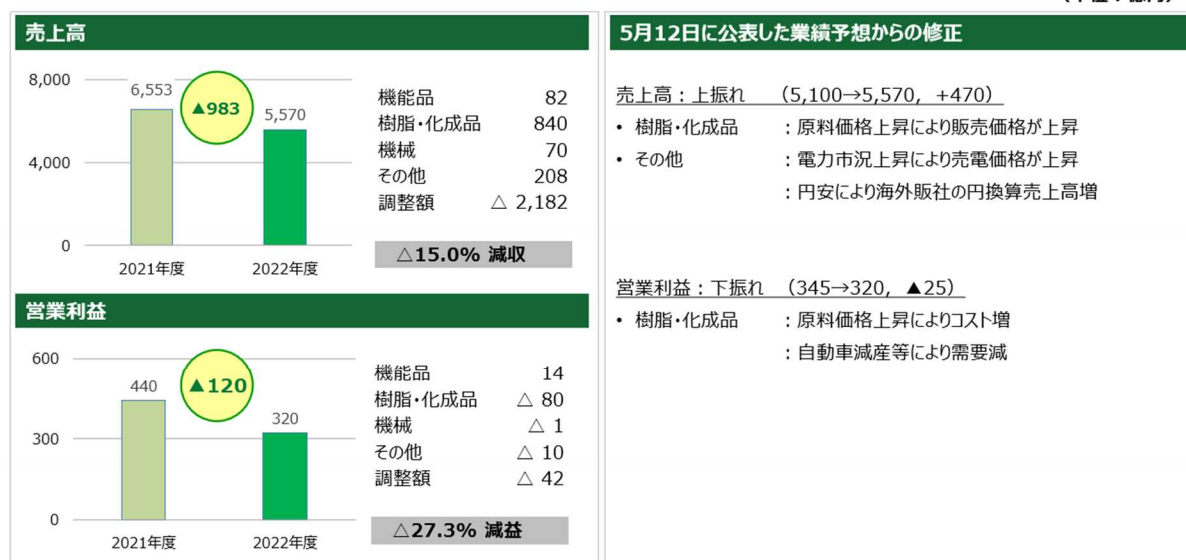 売上高
8,000
4,000
0
6,553
▲983
5,570
2021年度
2022年度
機能品 82
樹脂・化成品 840
機械 70
その他 208
調整額 △ 2,182
△15.0% 減収
営業利益
600
300
0
440
▲120
320
2021年度
2022年度
機能品 14
樹脂・化成品 △ 80
機械 △ 1
その他 △ 10
調整額 △ 42
△27.3% 減益
5月12日に公表した業績予想からの修正
売上高：上振れ （5,100→5,570, +470）
• 樹脂・化成品 ：原料価格上昇により販売価格が上昇
• その他 ：電力市況上昇により売電価格が上昇
：円安により海外販社の円換算売上高増
営業利益：下振れ （345→320, ▲25）
• 樹脂・化成品 ：原料価格上昇によりコスト増
：自動車減産等により需要減